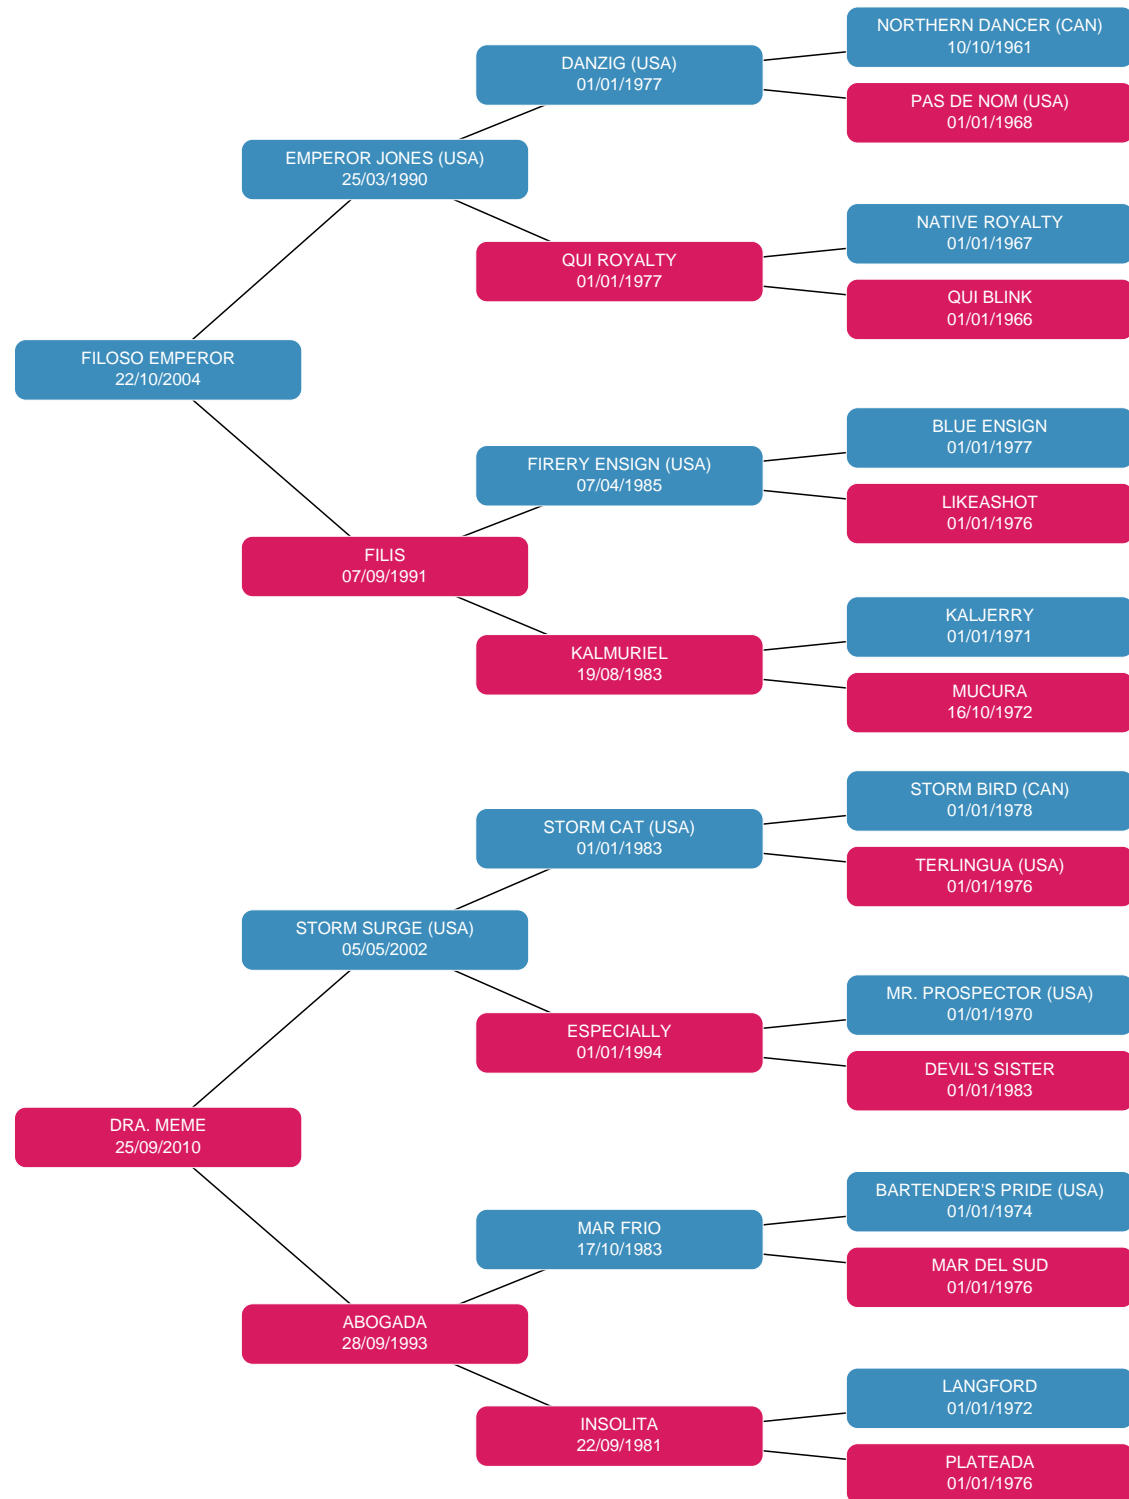 NORTHERN DANCER (CAN)
10/10/1961
DANZIG (USA)
01/01/1977
PAS DE NOM (USA)
01/01/1968
EMPEROR JONES (USA)
25/03/1990
NATIVE ROYALTY
01/01/1967
QUI ROYALTY
01/01/1977
QUI BLINK
01/01/1966
FILOSO EMPEROR
22/10/2004
BLUE ENSIGN
01/01/1977
FIRERY ENSIGN (USA)
07/04/1985
LIKEASHOT
01/01/1976
FILIS
07/09/1991
KALJERRY
01/01/1971
KALMURIEL
19/08/1983
MUCURA
16/10/1972
STORM BIRD (CAN)
01/01/1978
STORM CAT (USA)
01/01/1983
TERLINGUA (USA)
01/01/1976
STORM SURGE (USA)
05/05/2002
MR. PROSPECTOR (USA)
01/01/1970
ESPECIALLY
01/01/1994
DEVIL'S SISTER
01/01/1983
DRA. MEME
25/09/2010
BARTENDER'S PRIDE (USA)
01/01/1974
MAR FRIO
17/10/1983
MAR DEL SUD
01/01/1976
ABOGADA
28/09/1993
LANGFORD
01/01/1972
INSOLITA
22/09/1981
PLATEADA
01/01/1976